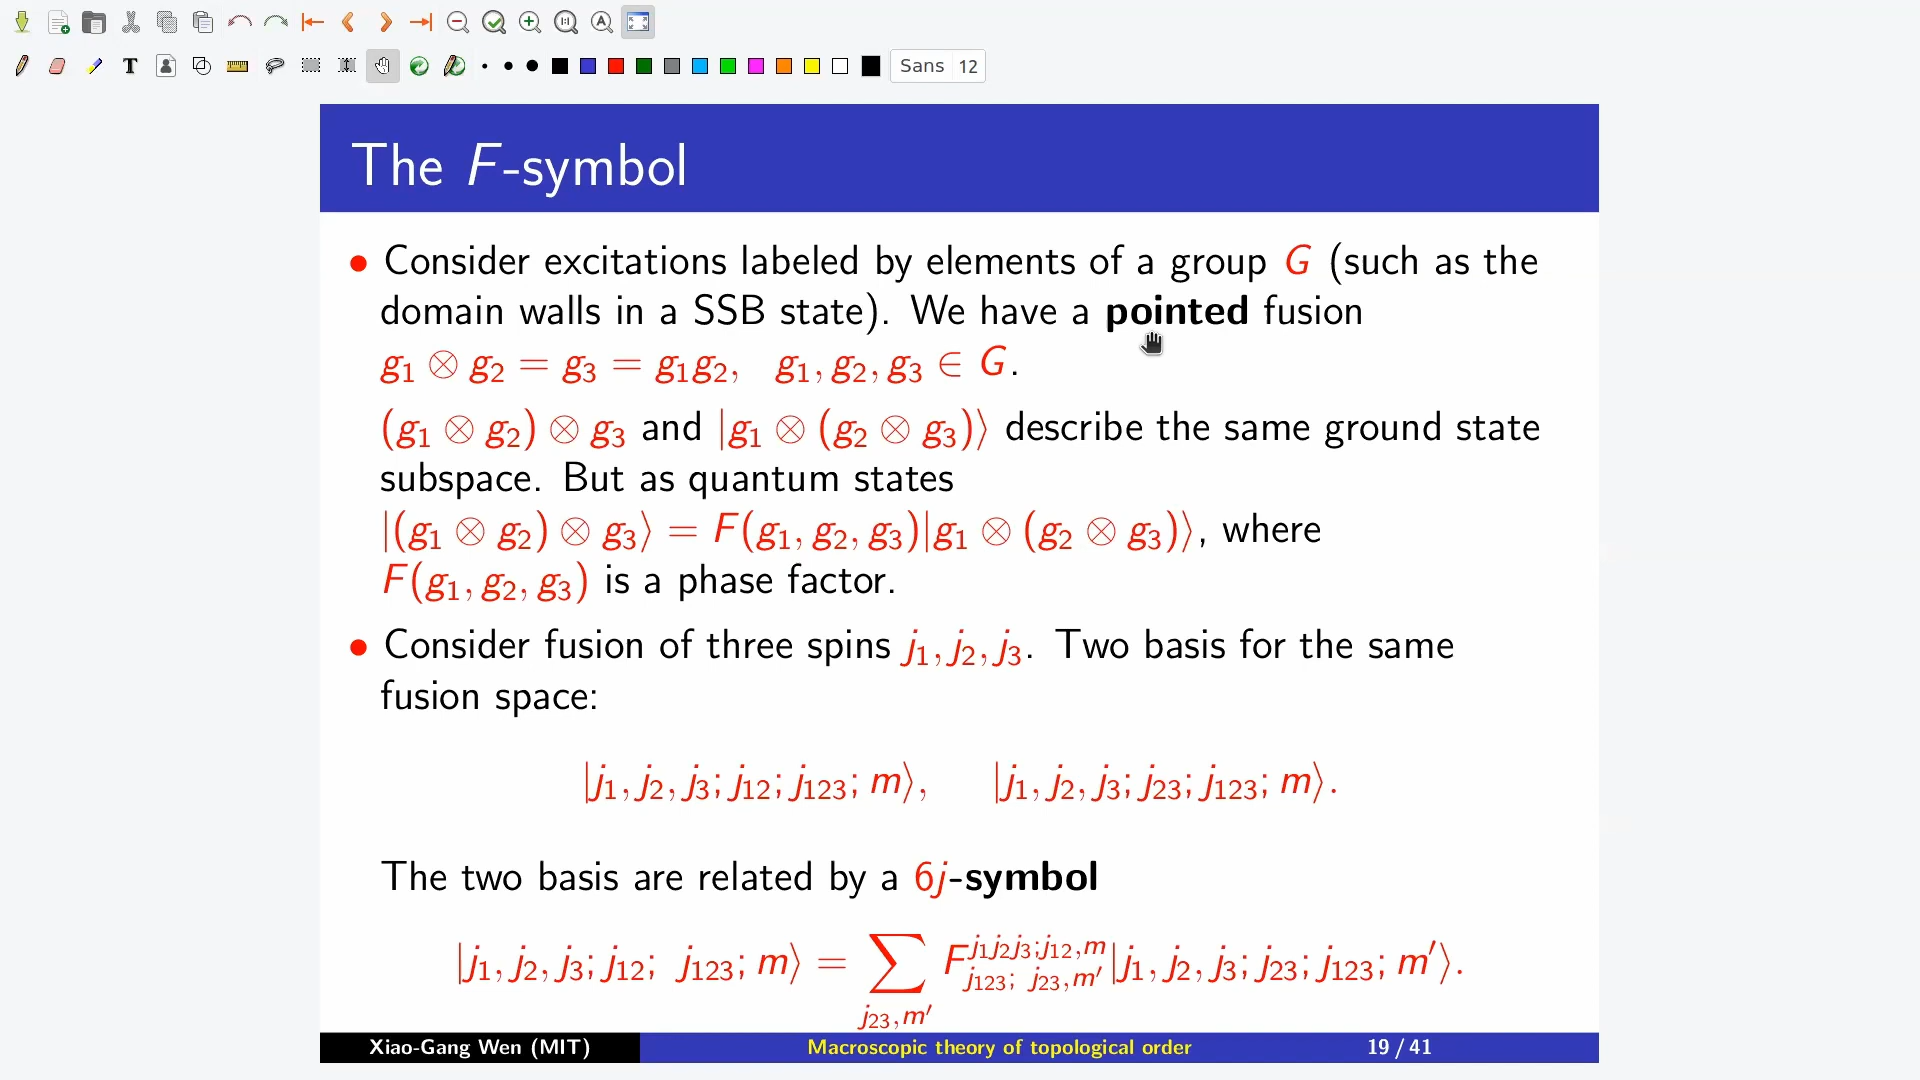 Sans 12
The F-symbol
• Consider excitations labeled by elements of a group G (such as the
domain walls in a SSB state). We have a pointed fusion
g₁ ⊗ g₂ = g₃ = g₁g₂, g₁, g₂, g₃ ∈ G.
(g₁ ⊗ g₂) ⊗ g₃ and |g₁ ⊗ (g₂ ⊗ g₃)⟩ describe the same ground state
subspace. But as quantum states
|(g₁ ⊗ g₂) ⊗ g₃⟩ = F(g₁, g₂, g₃)|g₁ ⊗ (g₂ ⊗ g₃)⟩, where
F(g₁, g₂, g₃) is a phase factor.
• Consider fusion of three spins j₁, j₂, j₃. Two basis for the same
fusion space:
|j₁, j₂, j₃; j₁₂; j₁₂₃; m⟩, |j₁, j₂, j₃; j₂₃; j₁₂₃; m⟩.
The two basis are related by a 6j-symbol
|j₁, j₂, j₃; j₁₂; j₁₂₃; m⟩ = ∑_{j₂₃,m′} F^{j₁j₂j₃;j₁₂,m}_{j₁₂₃; j₂₃,m′} |j₁, j₂, j₃; j₂₃; j₁₂₃; m′⟩.
Xiao-Gang Wen (MIT) Macroscopic theory of topological order 19 / 41